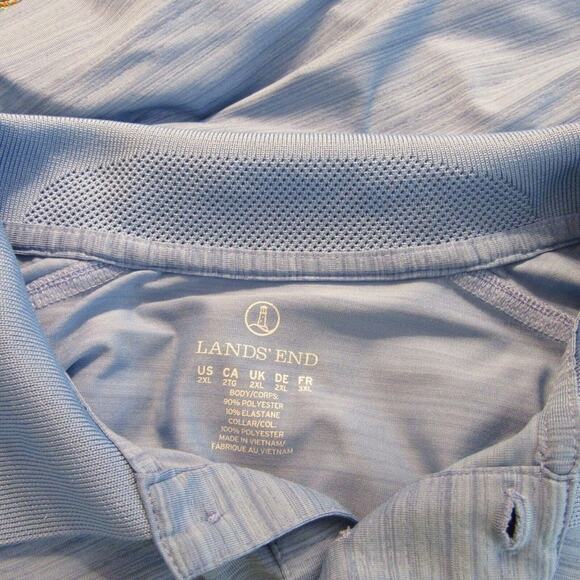 LANDS' END
US CA UK DE FR
2XL 2TG 2XL 2XL 3XL
BODY/CORPS:
90% POLYESTER
10% ELASTANE
COLLAR/COL:
100% POLYESTER
MADE IN VIETNAM/
FABRIQUÉ AU VIETNAM